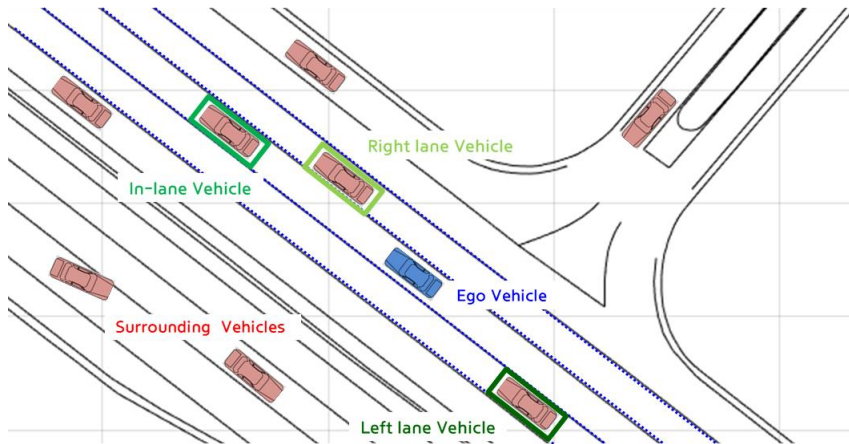 Right lane Vehicle
In-lane Vehicle
Ego Vehicle
Surrounding Vehicles
Left lane Vehicle